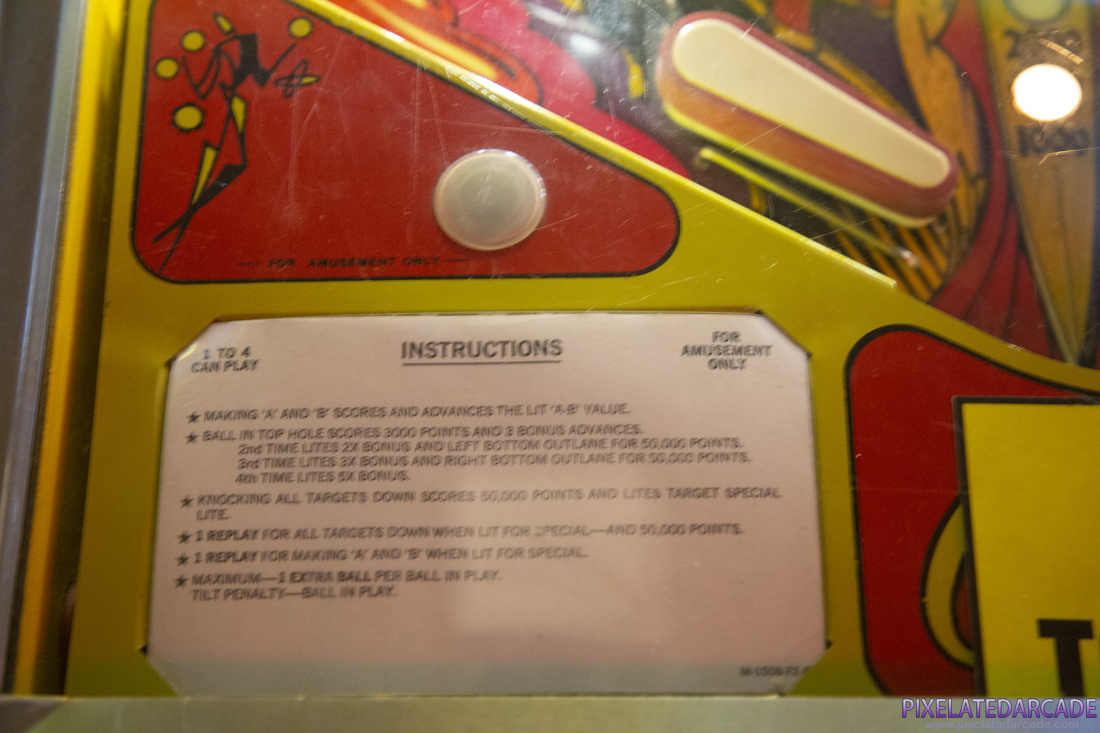 2000
1000
FOR AMUSEMENT ONLY
1 TO 4
CAN PLAY
INSTRUCTIONS
FOR
AMUSEMENT
ONLY
★ MAKING 'A' AND 'B' SCORES AND ADVANCES THE LIT 'A-B' VALUE.
★ BALL IN TOP HOLE SCORES 3000 POINTS AND 3 BONUS ADVANCES.
2nd TIME LITES 2X BONUS AND LEFT BOTTOM OUTLANE FOR 50,000 POINTS.
3rd TIME LITES 3X BONUS AND RIGHT BOTTOM OUTLANE FOR 50,000 POINTS.
4th TIME LITES 5X BONUS.
★ KNOCKING ALL TARGETS DOWN SCORES 50,000 POINTS AND LITES TARGET SPECIAL
LITE.
★ 1 REPLAY FOR ALL TARGETS DOWN WHEN LIT FOR SPECIAL—AND 50,000 POINTS.
★ 1 REPLAY FOR MAKING 'A' AND 'B' WHEN LIT FOR SPECIAL.
★ MAXIMUM—1 EXTRA BALL PER BALL IN PLAY.
TILT PENALTY—BALL IN PLAY.
PIXELATEDARCADE
www.pixelatedarcade.com